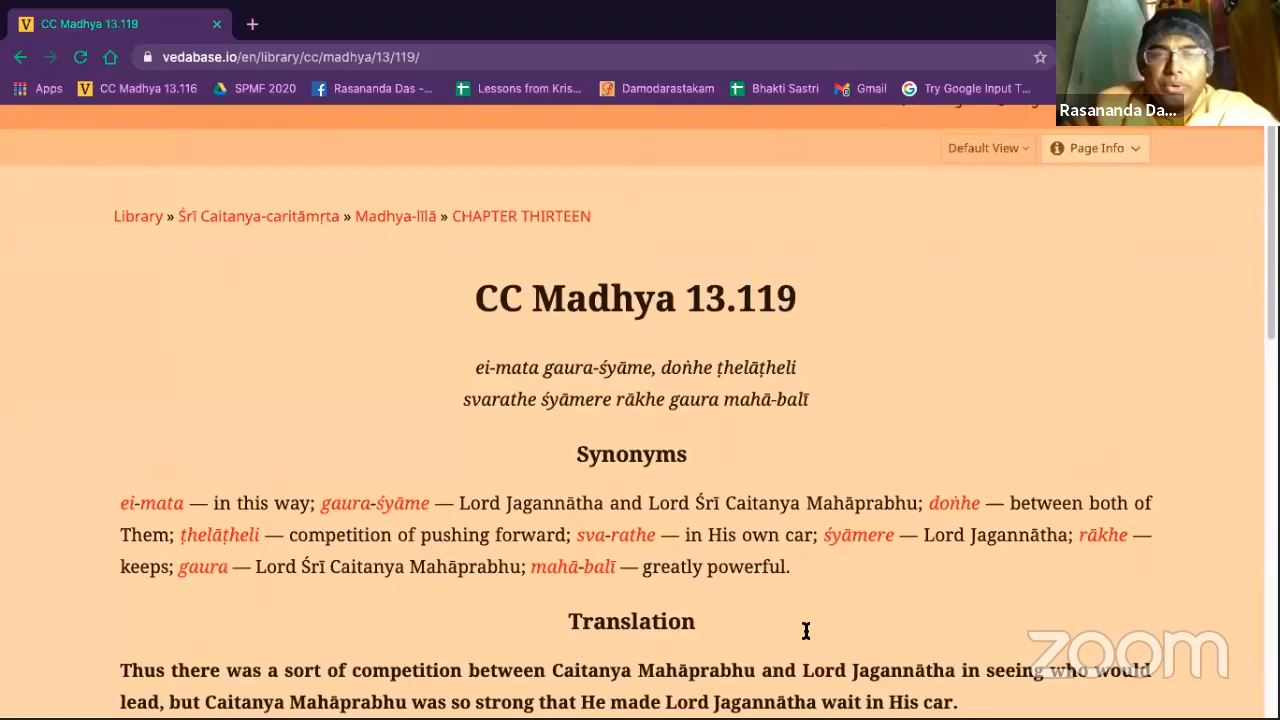 CC Madhya 13.119
vedabase.io/en/library/cc/madhya/13/119/
Apps CC Madhya 13.116 SPMF 2020 Rasananda Das -... Lessons from Kris... Damodarastakam Bhakti Sastri Gmail Try Google Input T...
Rasananda Da...
Default View Page Info
Library » Śrī Caitanya-caritāmṛta » Madhya-līlā » CHAPTER THIRTEEN
CC Madhya 13.119
ei-mata gaura-śyāme, doṅhe ṭhelāṭheli
svarathe śyāmere rākhe gaura mahā-balī
Synonyms
ei-mata — in this way; gaura-śyāme — Lord Jagannātha and Lord Śrī Caitanya Mahāprabhu; doṅhe — between both of
Them; ṭhelāṭheli — competition of pushing forward; sva-rathe — in His own car; śyāmere — Lord Jagannātha; rākhe —
keeps; gaura — Lord Śrī Caitanya Mahāprabhu; mahā-balī — greatly powerful.
Translation
Thus there was a sort of competition between Caitanya Mahāprabhu and Lord Jagannātha in seeing who would
lead, but Caitanya Mahāprabhu was so strong that He made Lord Jagannātha wait in His car.
zoom